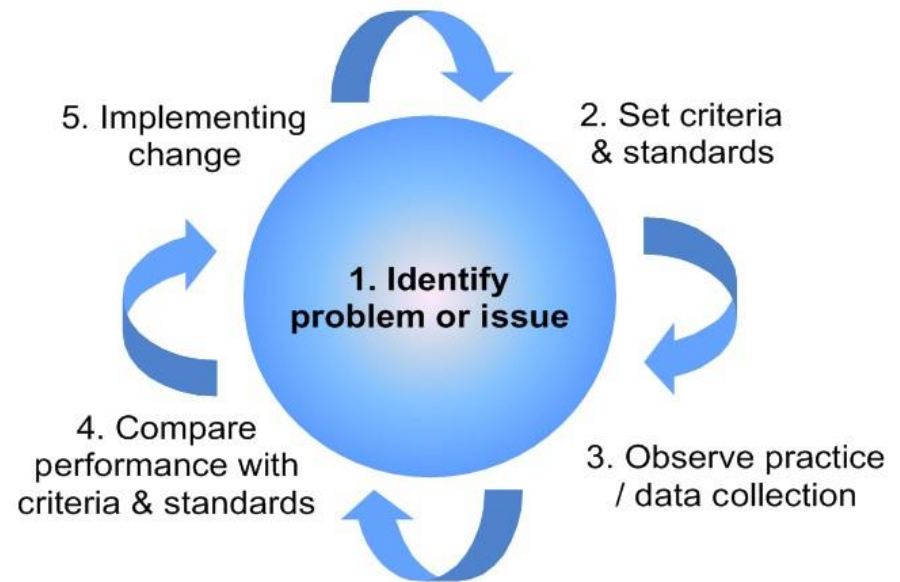 1. Identify
problem or issue
2. Set criteria
& standards
3. Observe practice
/ data collection
4. Compare
performance with
criteria & standards
5. Implementing
change